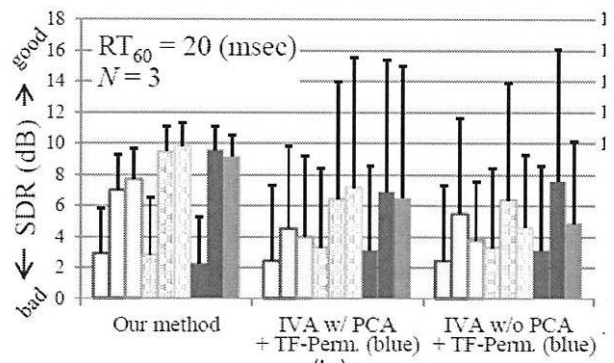 18
16
14
12
10
8
6
4
2
0
bad ← SDR (dB) → good
RT60 = 20 (msec)
N = 3
Our method
IVA w/ PCA
+ TF-Perm. (blue)
IVA w/o PCA
+ TF-Perm. (blue)